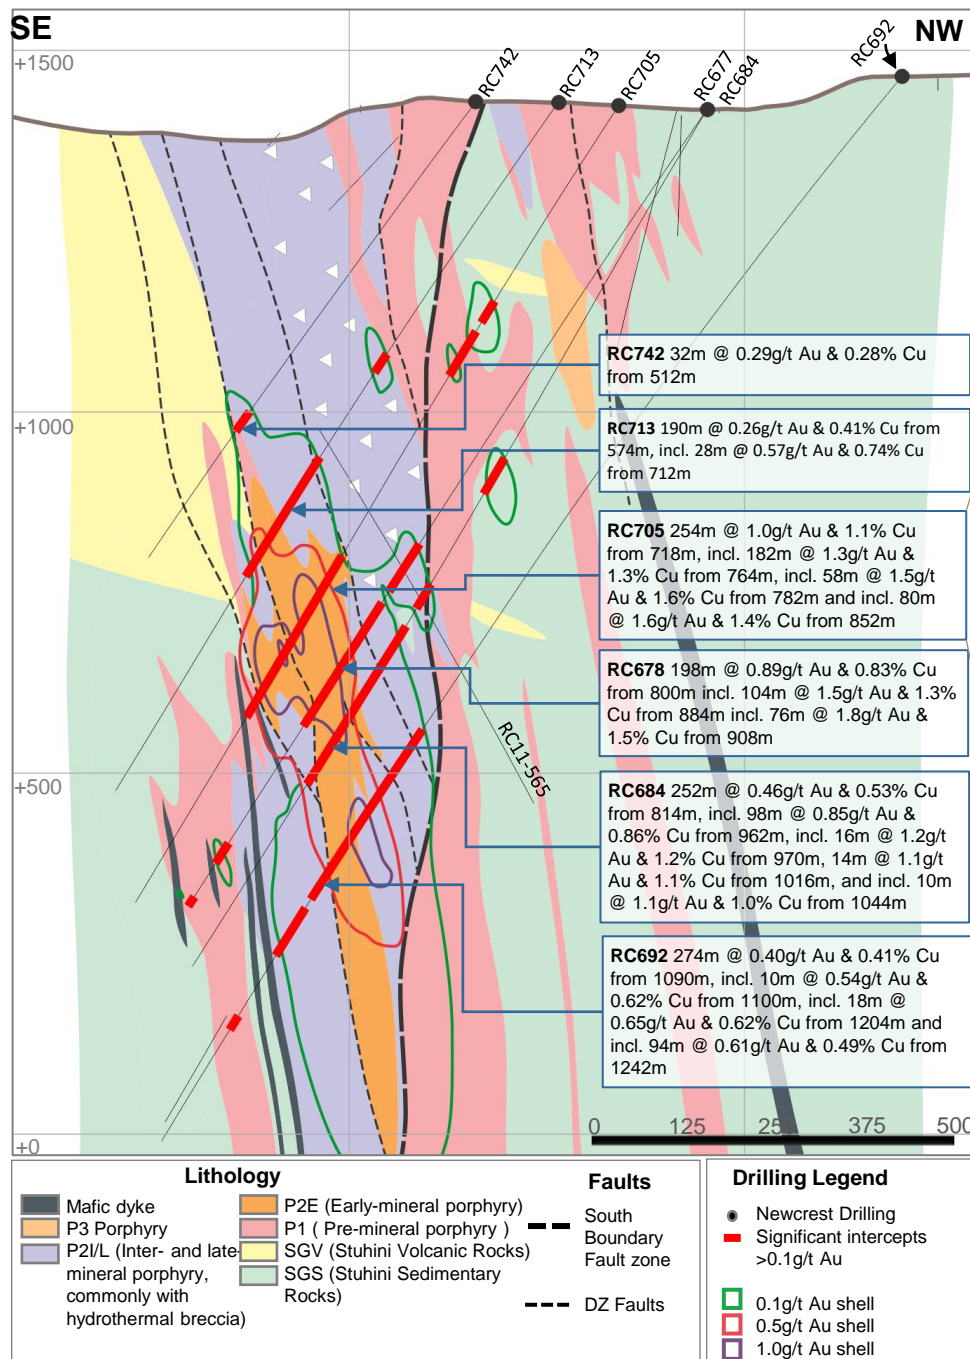 SE
NW
+1500
RC742
RC713
RC705
RC677
RC684
RC692
RC742 32m @ 0.29g/t Au & 0.28% Cu
from 512m
+1000
RC713 190m @ 0.26g/t Au & 0.41% Cu from
574m, incl. 28m @ 0.57g/t Au & 0.74% Cu
from 712m
RC705 254m @ 1.0g/t Au & 1.1% Cu
from 718m, incl. 182m @ 1.3g/t Au &
1.3% Cu from 764m, incl. 58m @ 1.5g/t
Au & 1.6% Cu from 782m and incl. 80m
@ 1.6g/t Au & 1.4% Cu from 852m
RC678 198m @ 0.89g/t Au & 0.83% Cu
from 800m incl. 104m @ 1.5g/t Au & 1.3%
Cu from 884m incl. 76m @ 1.8g/t Au &
1.5% Cu from 908m
RC11-565
+500
RC684 252m @ 0.46g/t Au & 0.53% Cu
from 814m, incl. 98m @ 0.85g/t Au &
0.86% Cu from 962m, incl. 16m @ 1.2g/t
Au & 1.2% Cu from 970m, 14m @ 1.1g/t
Au & 1.1% Cu from 1016m, and incl. 10m
@ 1.1g/t Au & 1.0% Cu from 1044m
RC692 274m @ 0.40g/t Au & 0.41% Cu
from 1090m, incl. 10m @ 0.54g/t Au &
0.62% Cu from 1100m, incl. 18m @
0.65g/t Au & 0.62% Cu from 1204m and
incl. 94m @ 0.61g/t Au & 0.49% Cu from
1242m
0 125 25 375 500
+0
Lithology
Mafic dyke
P3 Porphyry
P2I/L (Inter- and late-
mineral porphyry,
commonly with
hydrothermal breccia)
P2E (Early-mineral porphyry)
P1 ( Pre-mineral porphyry )
SGV (Stuhini Volcanic Rocks)
SGS (Stuhini Sedimentary
Rocks)
Faults
South
Boundary
Fault zone
DZ Faults
Drilling Legend
Newcrest Drilling
Significant intercepts
>0.1g/t Au
0.1g/t Au shell
0.5g/t Au shell
1.0g/t Au shell